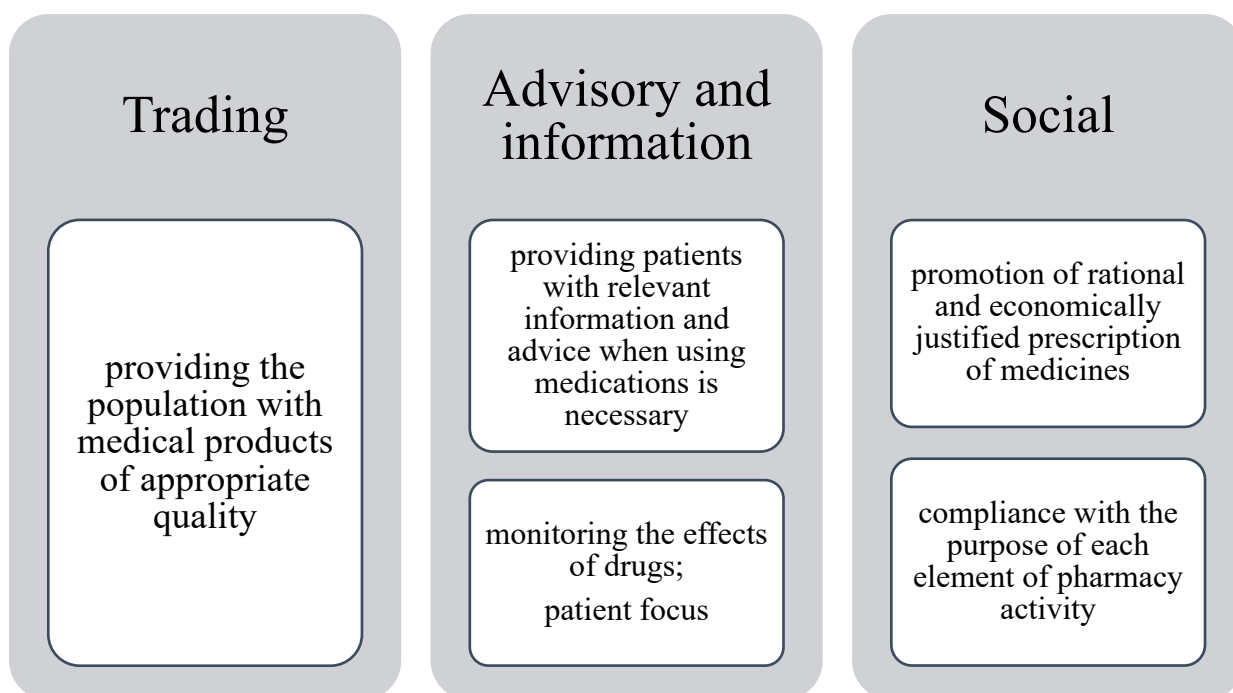 Trading
providing the
population with
medical products
of appropriate
quality
Advisory and
information
providing patients
with relevant
information and
advice when using
medications is
necessary
monitoring the effects
of drugs;
patient focus
Social
promotion of rational
and economically
justified prescription
of medicines
compliance with the
purpose of each
element of pharmacy
activity